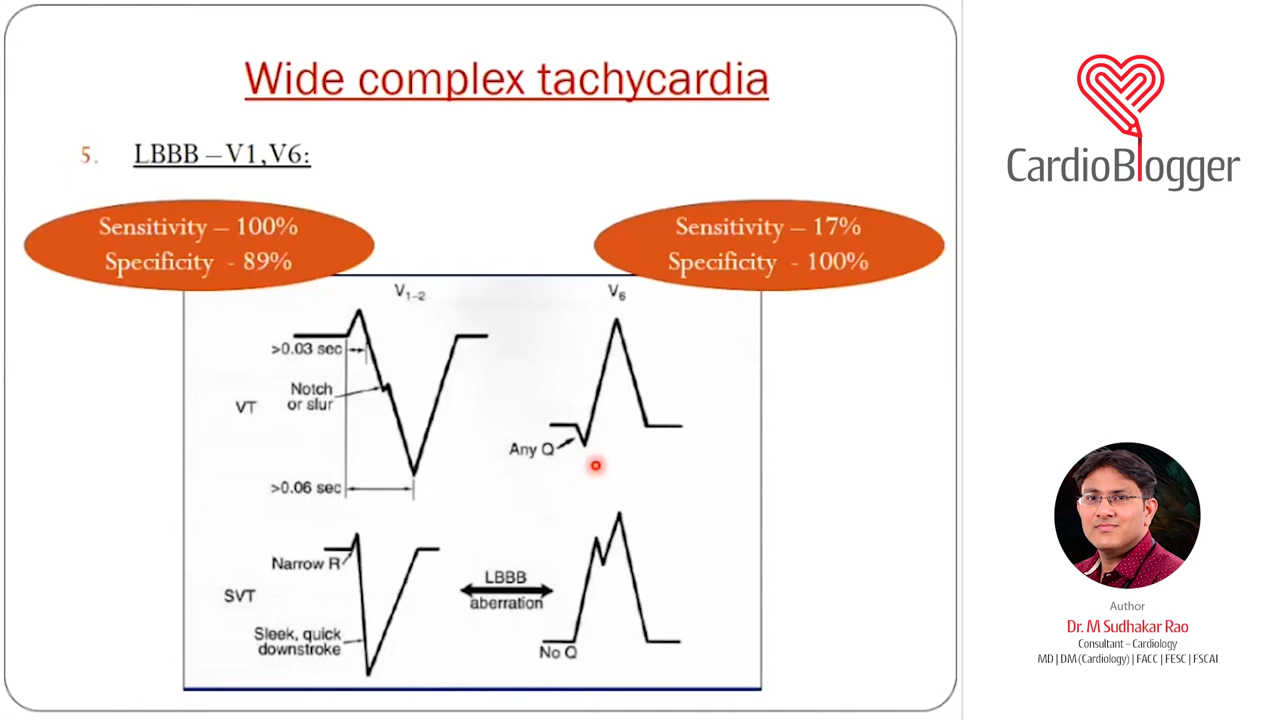 Wide complex tachycardia
5. LBBB – V1,V6:
Sensitivity – 100%
Specificity - 89%
Sensitivity – 17%
Specificity - 100%
V1–2
V6
>0.03 sec
Notch
or slur
VT
Any Q
>0.06 sec
Narrow R
SVT
LBBB
aberration
Sleek, quick
downstroke
No Q
CardioBlogger
Author
Dr. M Sudhakar Rao
Consultant – Cardiology
MD | DM (Cardiology) | FACC | FESC | FSCAI